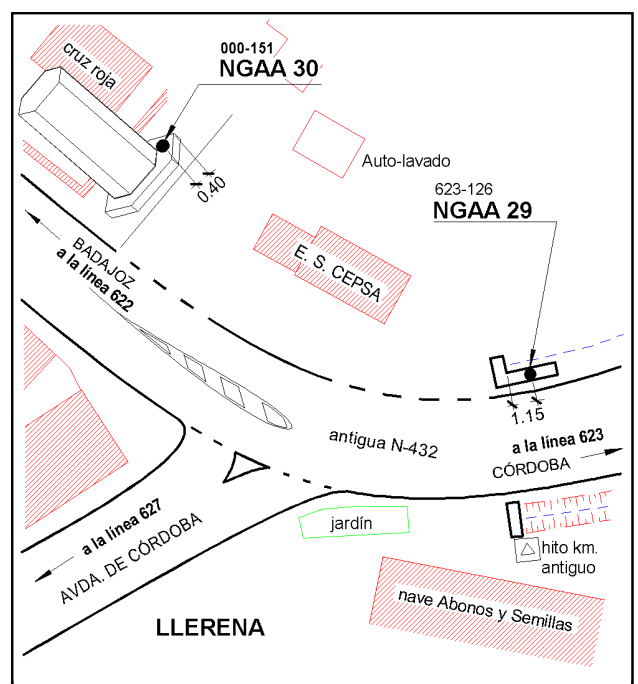 000-151
NGAA 30
cruz roja
0.40
Auto-lavado
623-126
NGAA 29
E. S. CEPSA
BADAJOZ
a la línea 622
1.15
antigua N-432
a la línea 623
CÓRDOBA
a la línea 627
AVDA. DE CÓRDOBA
jardín
hito km.
antiguo
nave Abonos y Semillas
LLERENA